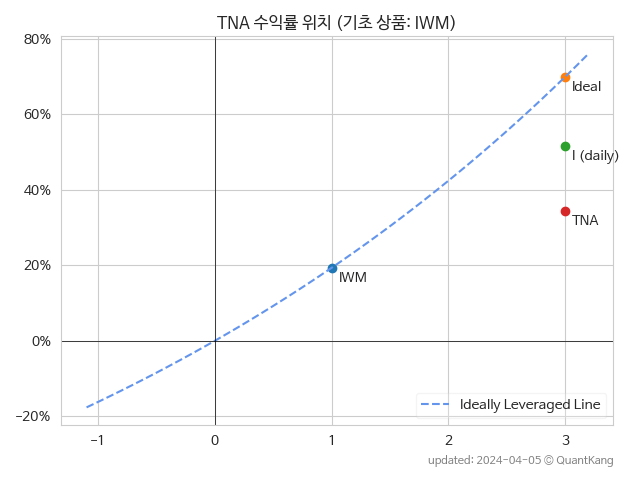 TNA 수익률 위치 (기초 상품: IWM)
80%
60%
40%
20%
0%
−20%
Ideal
I (daily)
TNA
IWM
Ideally Leveraged Line
−1
0
1
2
3
updated: 2024-04-05 © QuantKang